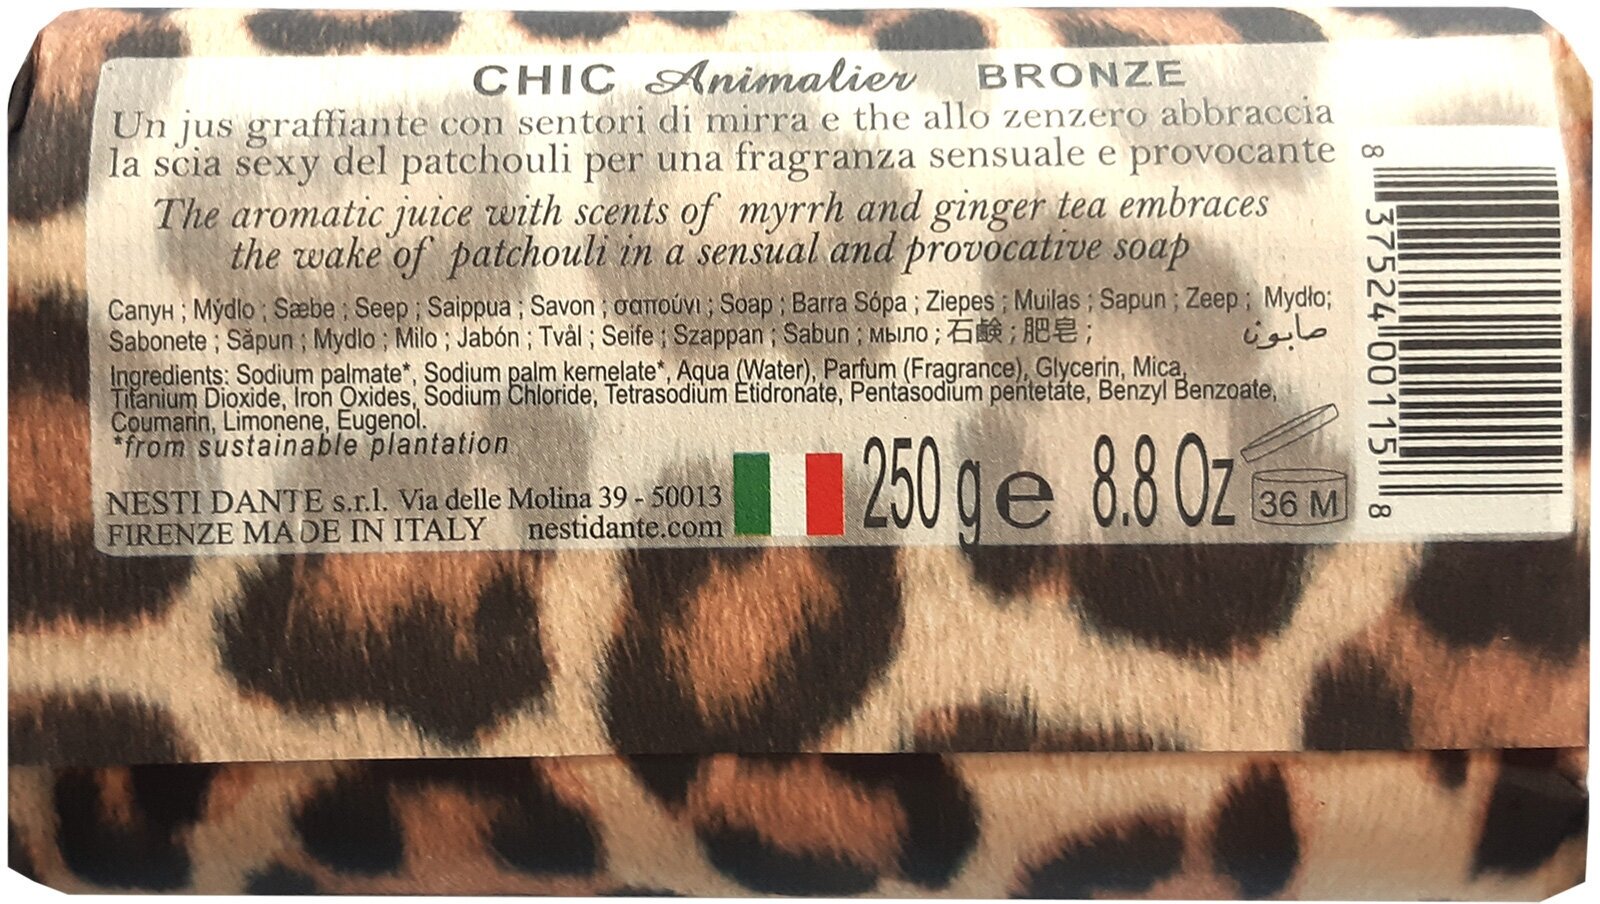 CHIC Animalier BRONZE
Un jus graffiante con sentori di mirra e the allo zenzero abbraccia
la scia sexy del patchouli per una fragranza sensuale e provocante
The aromatic juice with scents of myrrh and ginger tea embraces
the wake of patchouli in a sensual and provocative soap
Сапун ; Mýdlo ; Sæbe ; Seep ; Saippua ; Savon ; σαπούνι ; Soap ; Barra Sópa ; Ziepes ; Muilas ; Sapun ; Zeep ; Mydło;
Sabonete ; Săpun ; Mydlo ; Milo ; Jabón ; Tvål ; Seife ; Szappan ; Sabun ; мыло ; 石鹸 ; 肥皂 ; صابونا
Ingredients: Sodium palmate*, Sodium palm kernelate*, Aqua (Water), Parfum (Fragrance), Glycerin, Mica,
Titanium Dioxide, Iron Oxides, Sodium Chloride, Tetrasodium Etidronate, Pentasodium pentetate, Benzyl Benzoate,
Coumarin, Limonene, Eugenol.
*from sustainable plantation
NESTI DANTE s.r.l. Via delle Molina 39 - 50013
FIRENZE MADE IN ITALY nestidante.com
250 g e 8.8 Oz
36 M
8 37524 00115 8